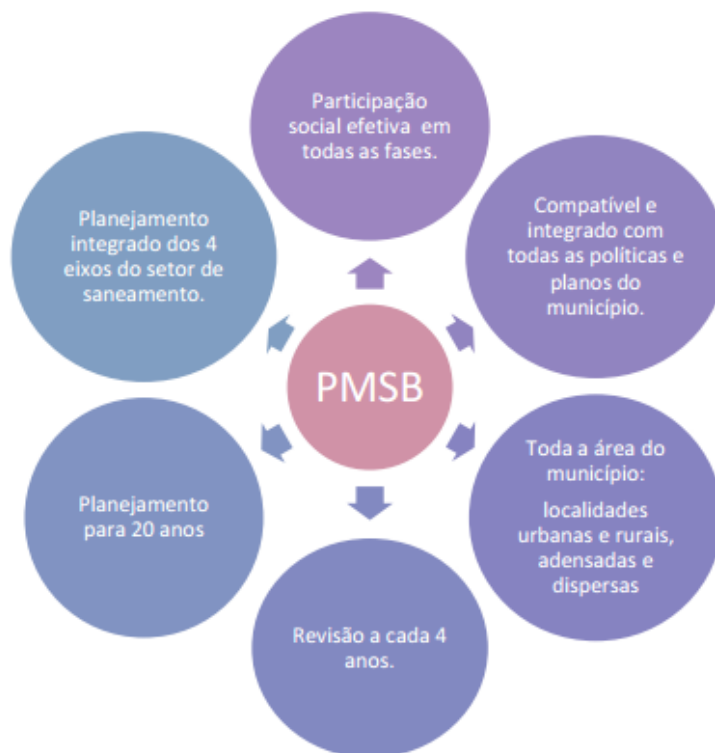 Participação
social efetiva em
todas as fases.
Planejamento
integrado dos 4
eixos do setor de
saneamento.
Compatível e
integrado com
todas as políticas e
planos do
município.
PMSB
Planejamento
para 20 anos
Toda a área do
município:
localidades
urbanas e rurais,
adensadas e
dispersas
Revisão a cada 4
anos.